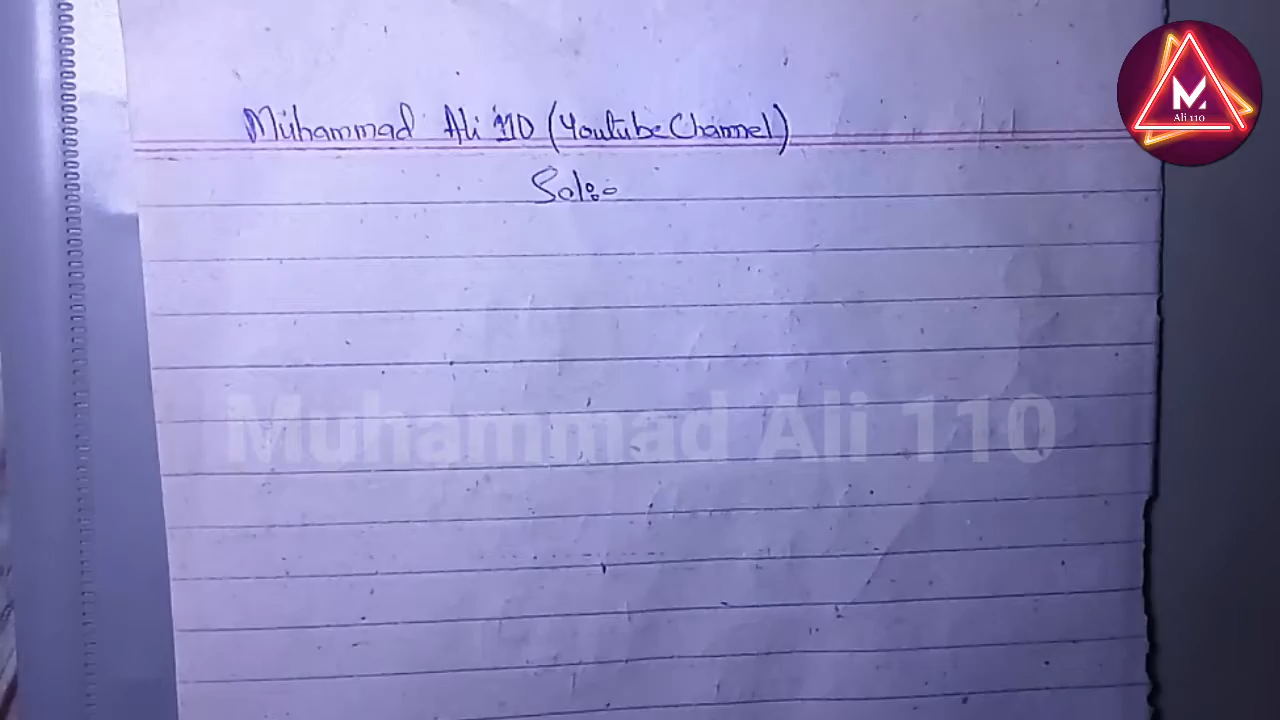 Muhammad Ali 110 (Youtube Channel)
Sol:-
Muhammad Ali 110
M
Ali 110